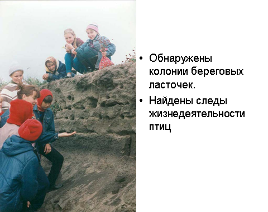 • Обнаружены
колонии береговых
ласточек.
• Найдены следы
жизнедеятельности
птиц